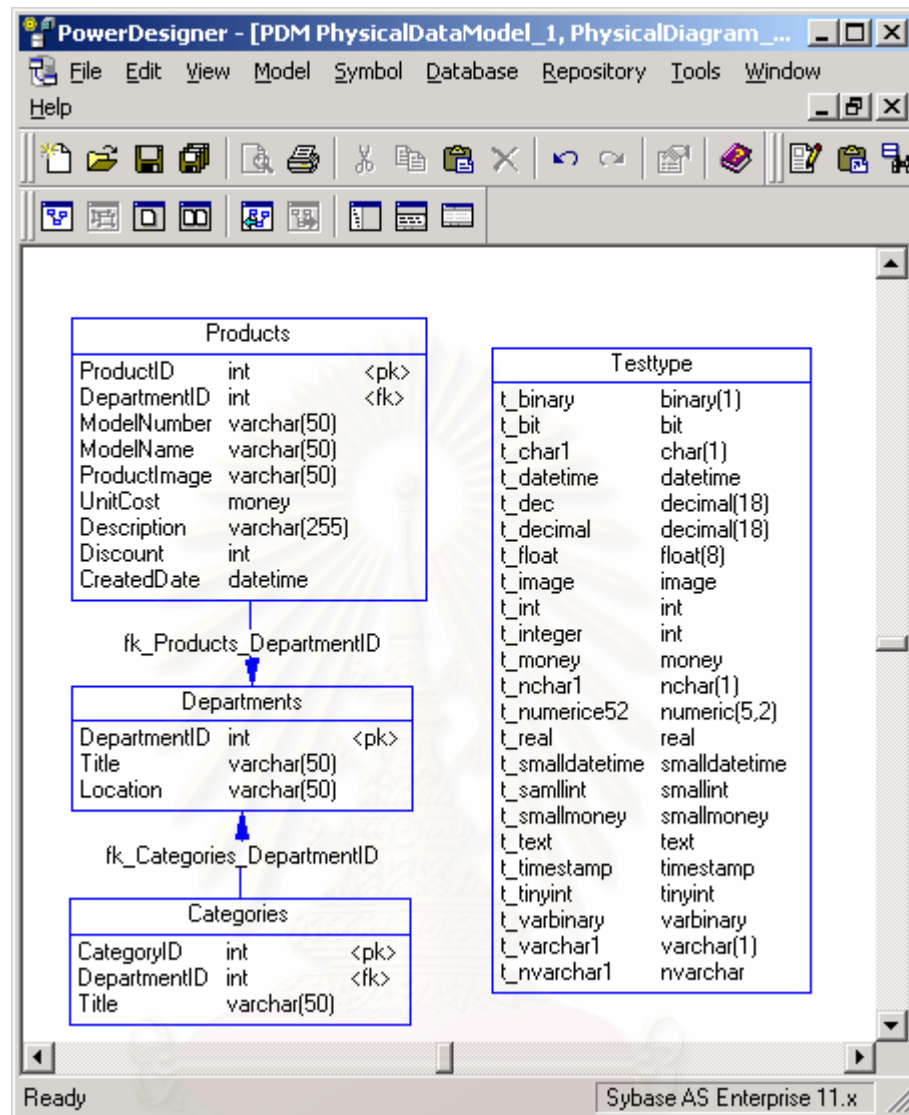 PowerDesigner - [PDM PhysicalDataModel_1, PhysicalDiagram_...
File Edit View Model Symbol Database Repository Tools Window
Help
Products
ProductID int <pk>
DepartmentID int <fk>
ModelNumber varchar(50)
ModelName varchar(50)
ProductImage varchar(50)
UnitCost money
Description varchar(255)
Discount int
CreatedDate datetime
fk_Products_DepartmentID
Departments
DepartmentID int <pk>
Title varchar(50)
Location varchar(50)
fk_Categories_DepartmentID
Categories
CategoryID int <pk>
DepartmentID int <fk>
Title varchar(50)
Testtype
t_binary binary(1)
t_bit bit
t_char1 char(1)
t_datetime datetime
t_dec decimal(18)
t_decimal decimal(18)
t_float float(8)
t_image image
t_int int
t_integer int
t_money money
t_nchar1 nchar(1)
t_numerice52 numeric(5,2)
t_real real
t_smalldatetime smalldatetime
t_samllint smallint
t_smallmoney smallmoney
t_text text
t_timestamp timestamp
t_tinyint tinyint
t_varbinary varbinary
t_varchar1 varchar(1)
t_nvarchar1 nvarchar
Ready Sybase AS Enterprise 11.x